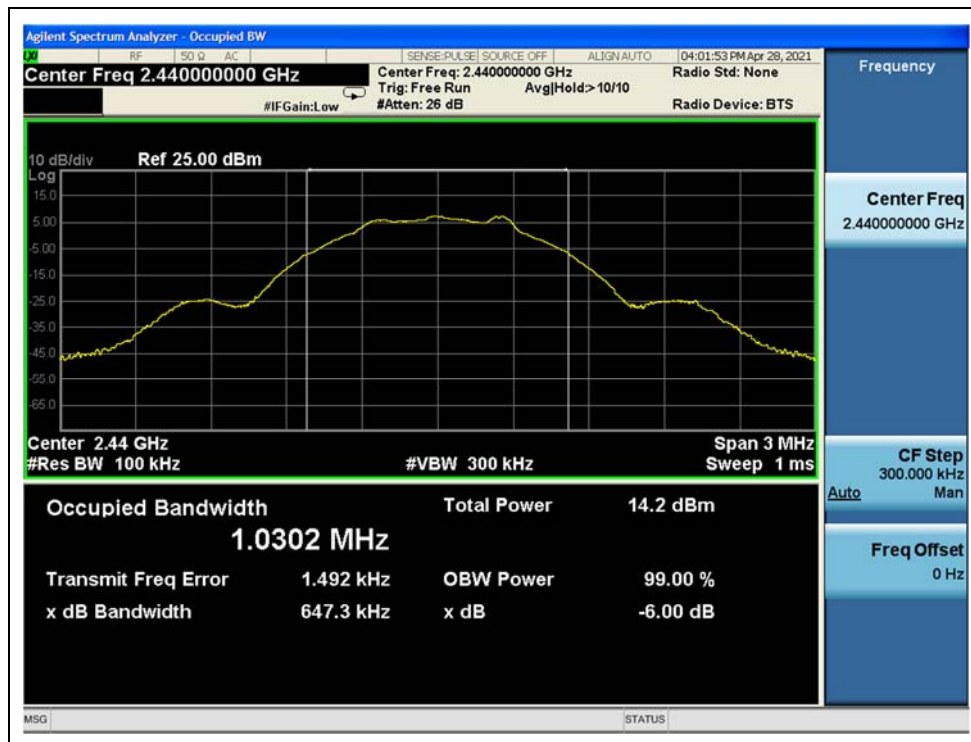 Agilent Spectrum Analyzer - Occupied BW
LXI RF 50 Ω AC SENSE:PULSE SOURCE OFF ALIGN AUTO 04:01:53 PM Apr 28, 2021
Center Freq 2.440000000 GHz
Center Freq: 2.440000000 GHz
Radio Std: None
Trig: Free Run Avg|Hold:>10/10
#IFGain:Low
#Atten: 26 dB
Radio Device: BTS
Frequency
10 dB/div Ref 25.00 dBm
Log
15.0
5.00
-5.00
-15.0
-25.0
-35.0
-45.0
-55.0
-65.0
Center 2.44 GHz Span 3 MHz
#Res BW 100 kHz #VBW 300 kHz Sweep 1 ms
Center Freq
2.440000000 GHz
CF Step
300.000 kHz
Auto Man
Freq Offset
0 Hz
Occupied Bandwidth Total Power 14.2 dBm
1.0302 MHz
Transmit Freq Error 1.492 kHz OBW Power 99.00 %
x dB Bandwidth 647.3 kHz x dB -6.00 dB
MSG STATUS